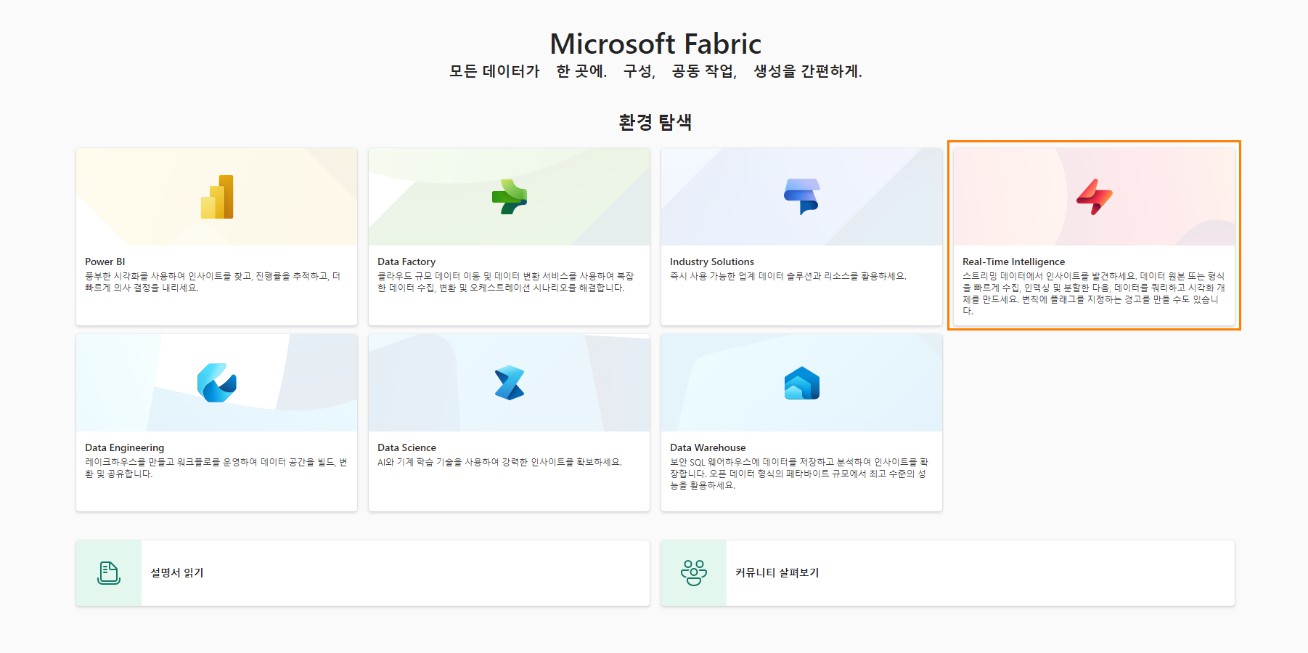 Microsoft Fabric
모든 데이터가 한 곳에. 구성, 공동 작업, 생성을 간편하게.
환경 탐색
Power BI
풍부한 시각화를 사용하여 인사이트를 찾고, 진행률을 추적하고, 더
빠르게 의사 결정을 내리세요.
Data Factory
클라우드 규모 데이터 이동 및 데이터 변환 서비스를 사용하여 복잡
한 데이터 수집, 변환 및 오케스트레이션 시나리오를 해결합니다.
Industry Solutions
즉시 사용 가능한 업계 데이터 솔루션과 리소스를 활용하세요.
Real-Time Intelligence
스트리밍 데이터에서 인사이트를 발견하세요. 데이터 원본 또는 형식
을 빠르게 수집, 인덱싱 및 분할한 다음, 데이터를 쿼리하고 시각화 개
체를 만드세요. 변칙에 플래그를 지정하는 경고를 만들 수도 있습니
다.
Data Engineering
레이크하우스를 만들고 워크플로를 운영하여 데이터 공간을 빌드, 변
환 및 공유합니다.
Data Science
AI와 기계 학습 기술을 사용하여 강력한 인사이트를 확보하세요.
Data Warehouse
보안 SQL 웨어하우스에 데이터를 저장하고 분석하여 인사이트를 확
장합니다. 오픈 데이터 형식의 페타바이트 규모에서 최고 수준의 성
능을 활용하세요.
설명서 읽기
커뮤니티 살펴보기